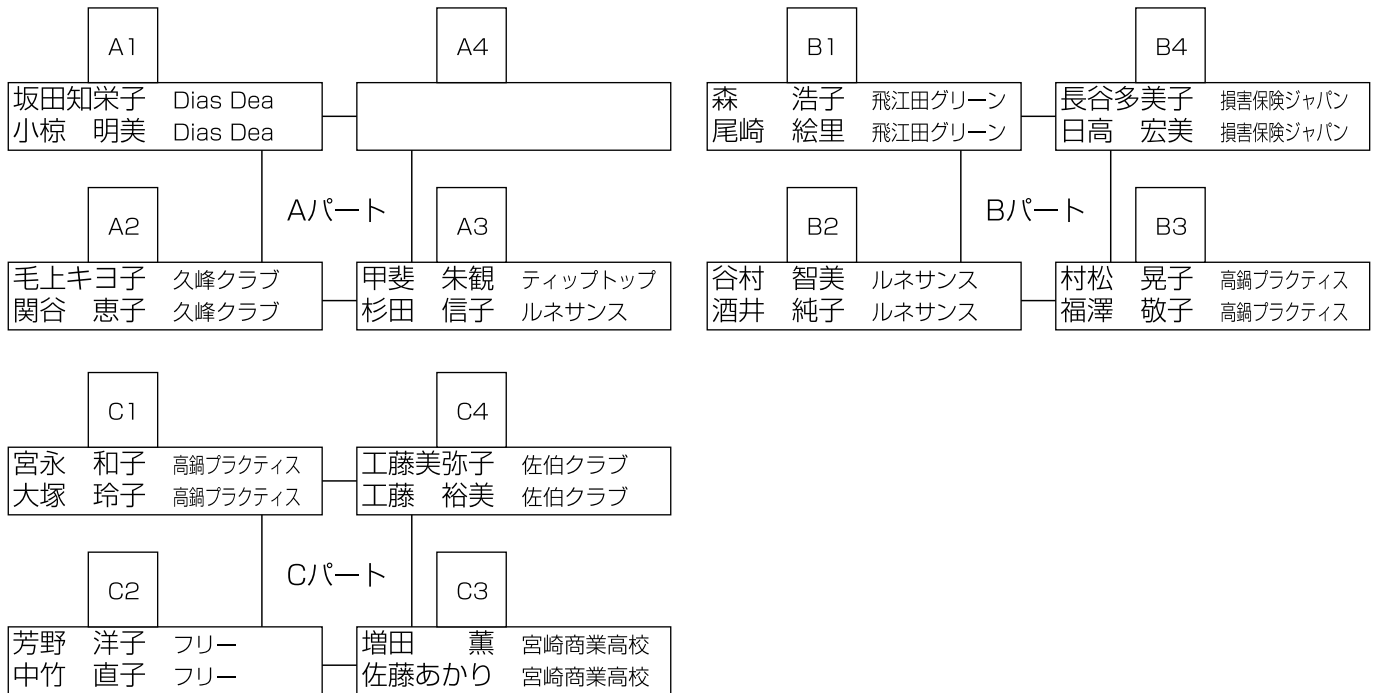 A1
坂田知栄子 Dias Dea
小椋 明美 Dias Dea
A4
A2
毛上キヨ子 久峰クラブ
関谷 恵子 久峰クラブ
Aパート
A3
甲斐 朱観 ティップトップ
杉田 信子 ルネサンス
B1
森 浩子 飛江田グリーン
尾崎 絵里 飛江田グリーン
B4
長谷多美子 損害保険ジャパン
日高 宏美 損害保険ジャパン
B2
谷村 智美 ルネサンス
酒井 純子 ルネサンス
Bパート
B3
村松 晃子 高鍋プラクティス
福澤 敬子 高鍋プラクティス
C1
宮永 和子 高鍋プラクティス
大塚 玲子 高鍋プラクティス
C4
工藤美弥子 佐伯クラブ
工藤 裕美 佐伯クラブ
C2
芳野 洋子 フリー
中竹 直子 フリー
Cパート
C3
増田 薫 宮崎商業高校
佐藤あかり 宮崎商業高校